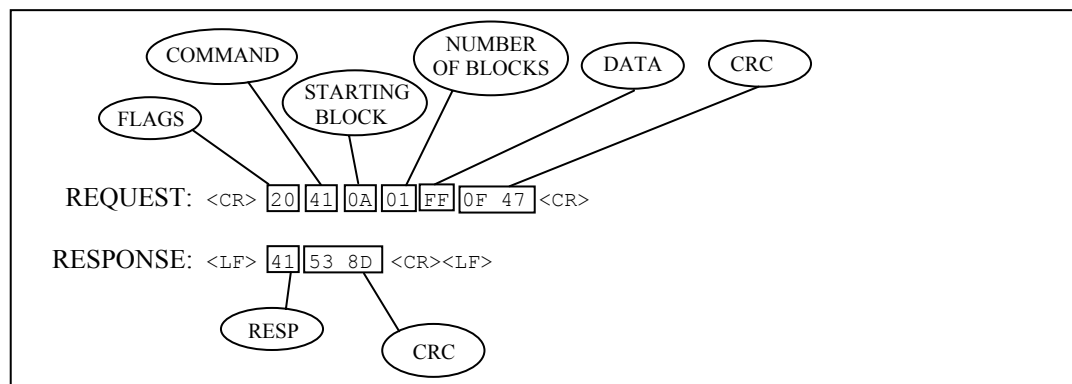 COMMAND
NUMBER
OF BLOCKS
DATA
CRC
STARTING
BLOCK
FLAGS
REQUEST: <CR> 20 41 0A 01 FF 0F 47 <CR>
RESPONSE: <LF> 41 53 8D <CR><LF>
RESP
CRC